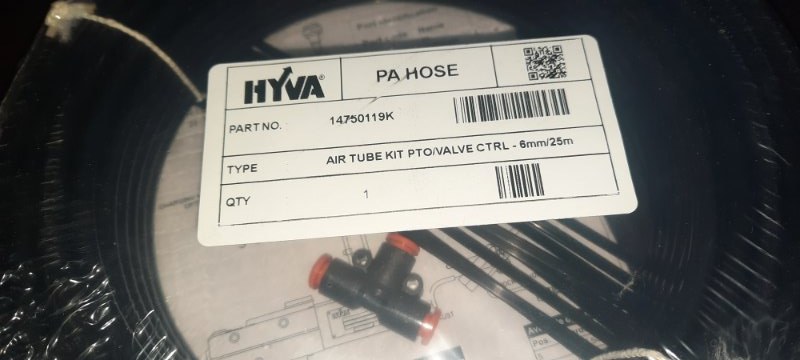 HYVA®
PA HOSE
PART NO. 14750119K
TYPE AIR TUBE KIT PTO/VALVE CTRL - 6mm/25m
QTY 1